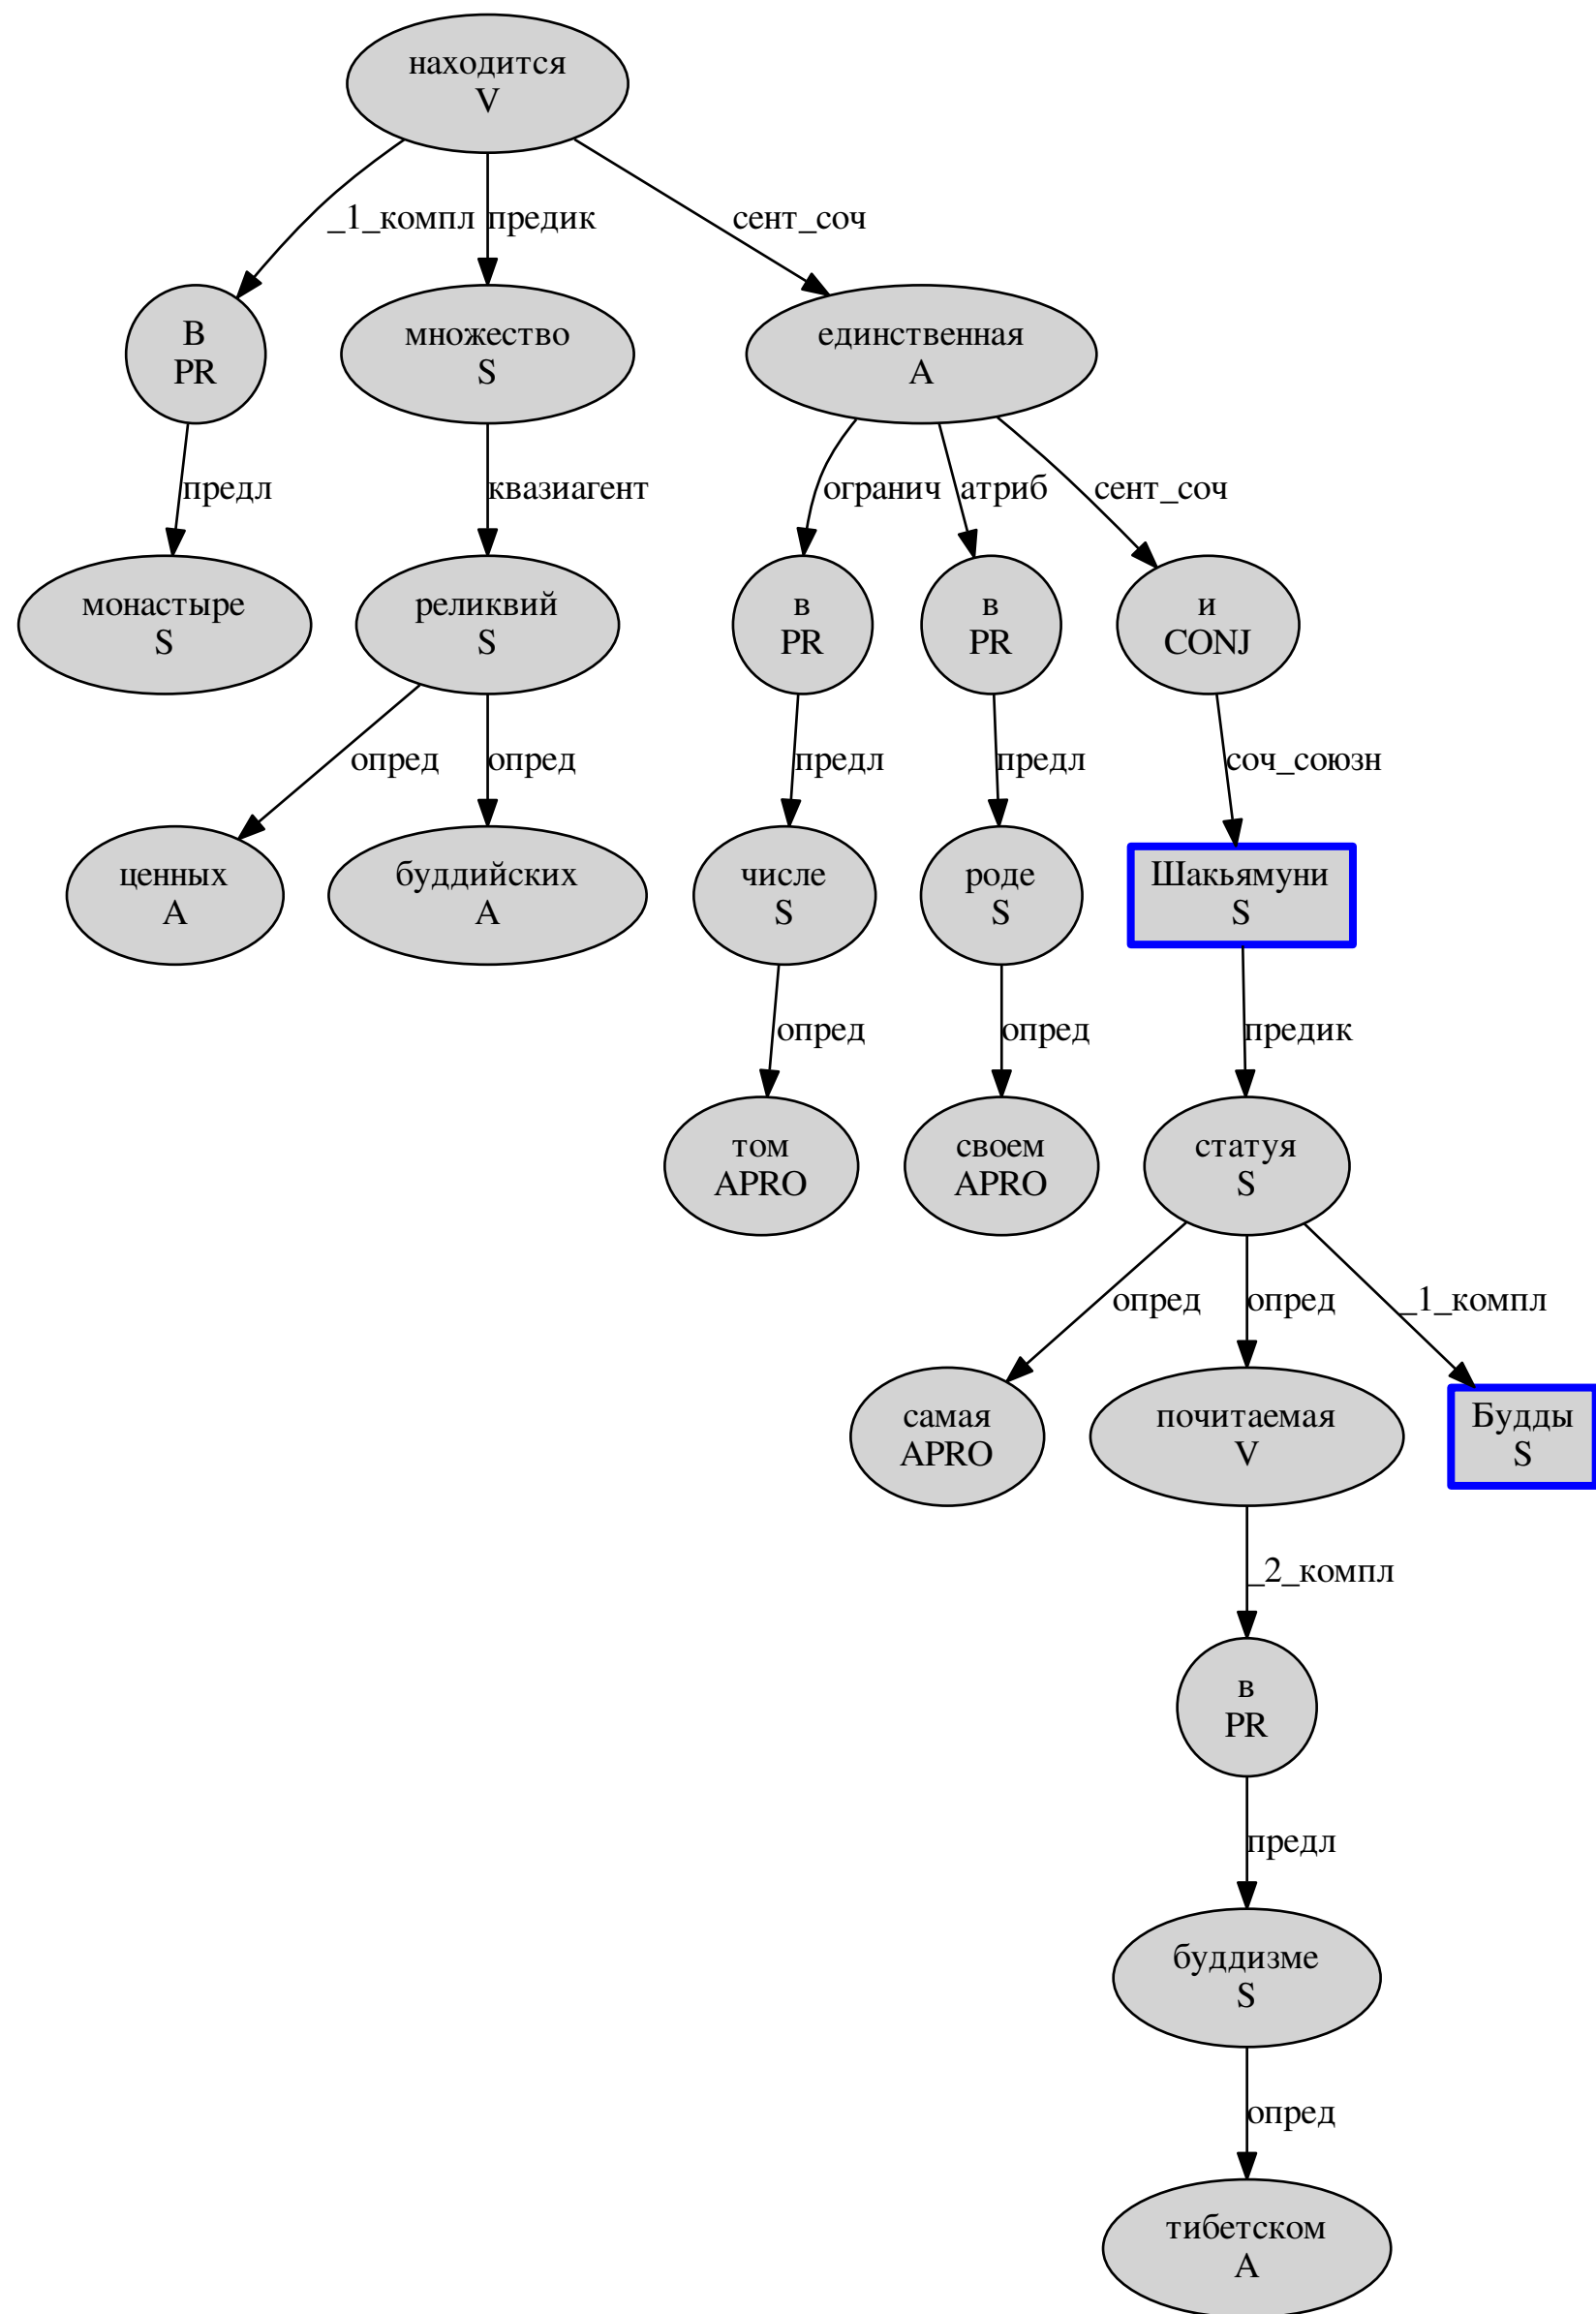 находится
V
_1_компл
предик
сент_соч
В
PR
множество
S
единственная
A
предл
квазиагент
огранич
атриб
сент_соч
монастыре
S
реликвий
S
в
PR
в
PR
и
CONJ
опред
опред
предл
предл
соч_союзн
ценных
A
буддийских
A
числе
S
роде
S
Шакьямуни
S
опред
опред
предик
том
APRO
своем
APRO
статуя
S
опред
опред
_1_компл
самая
APRO
почитаемая
V
Будды
S
_2_компл
в
PR
предл
буддизме
S
опред
тибетском
A